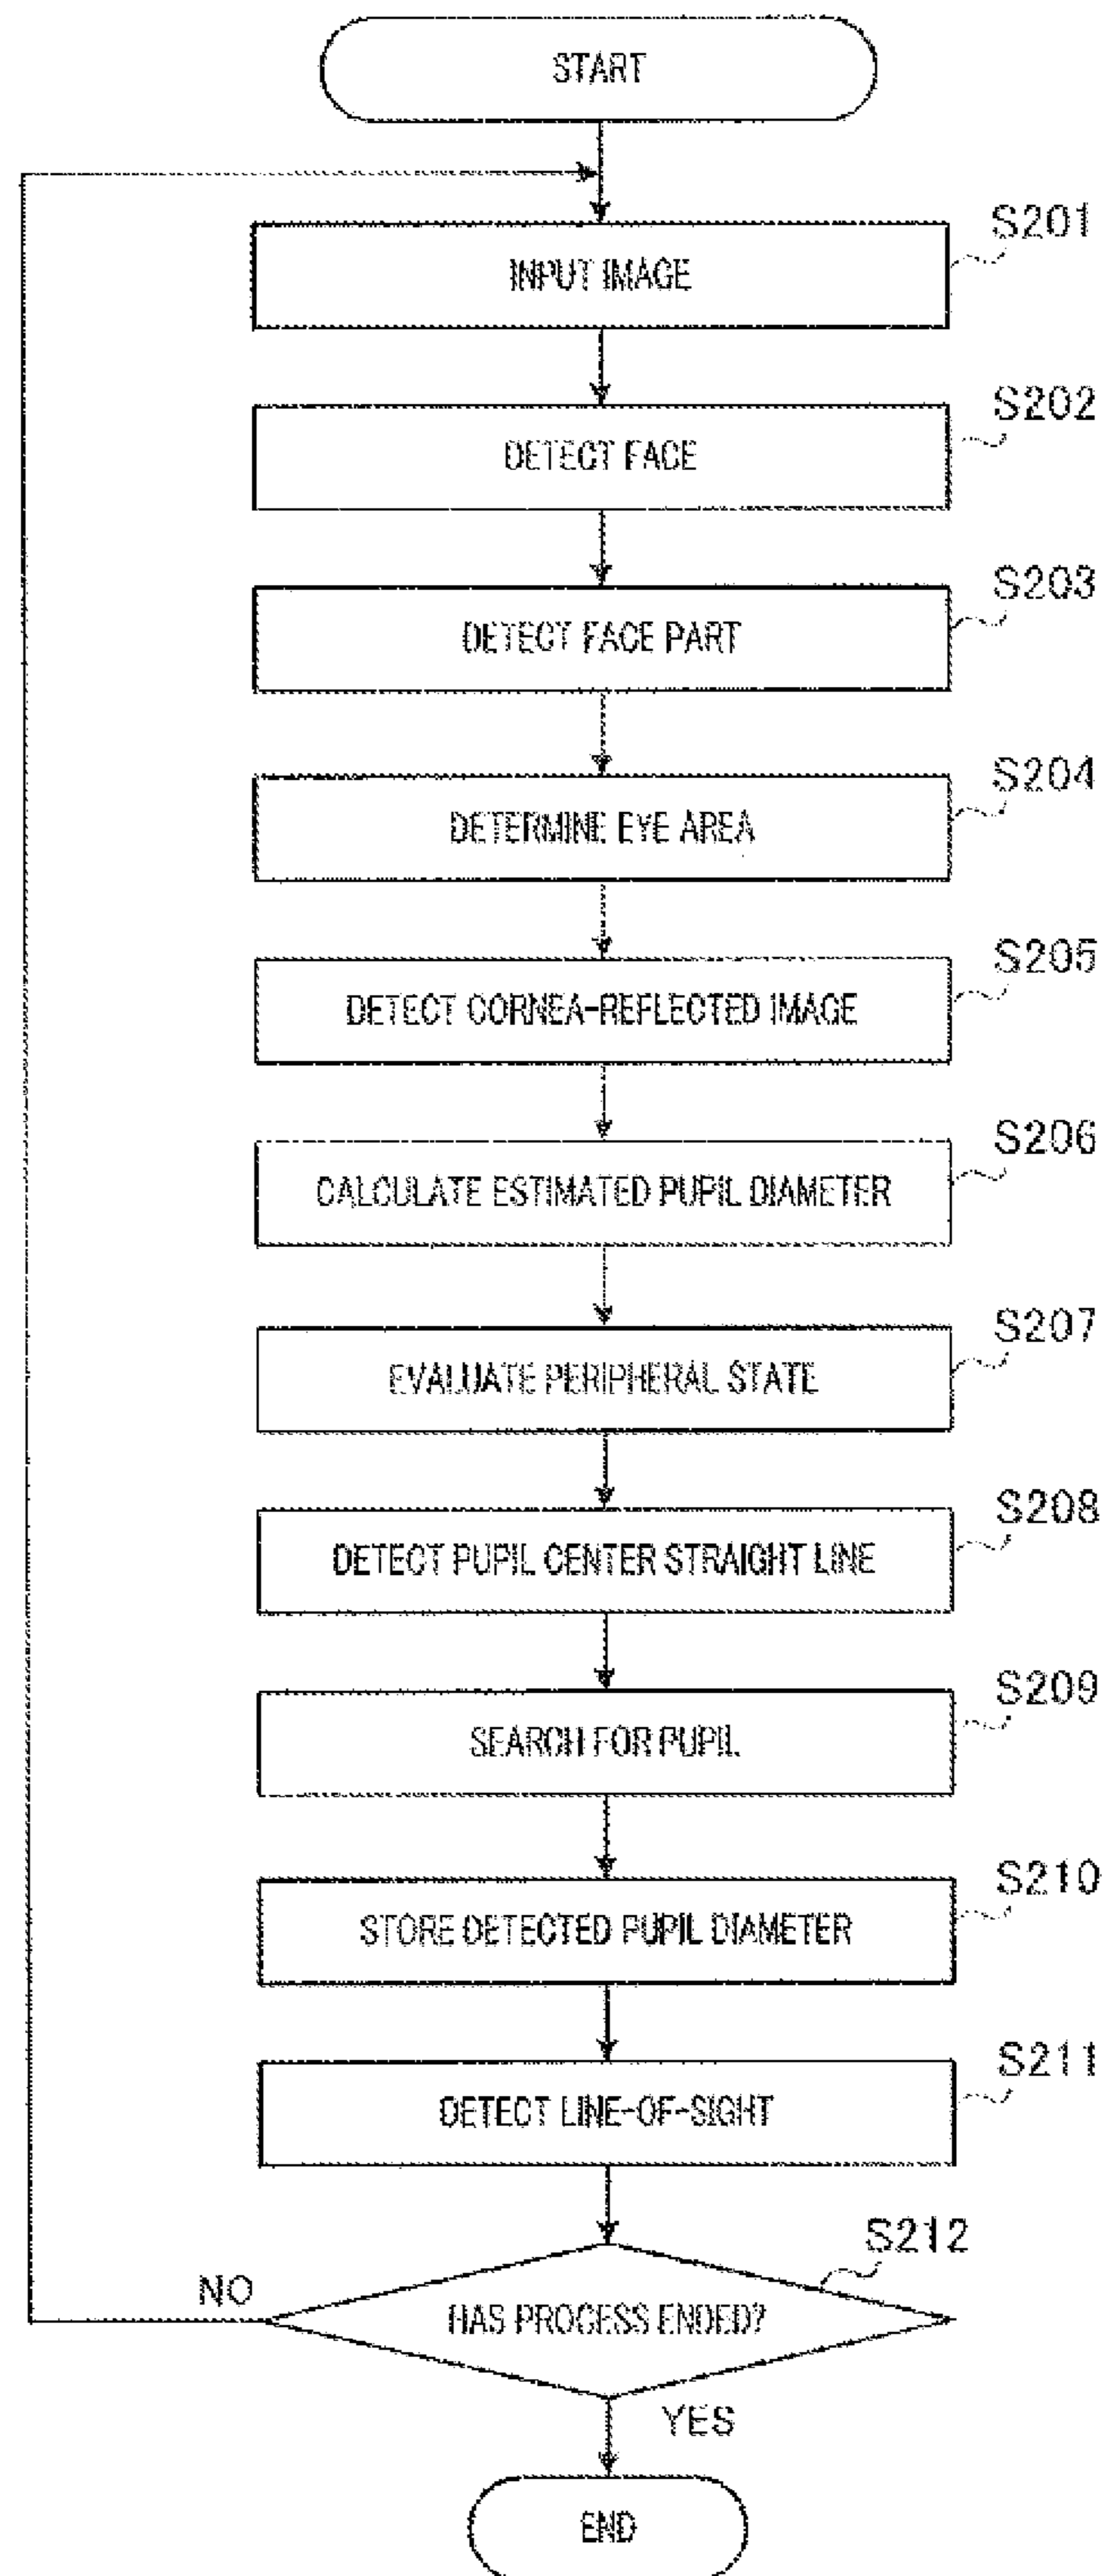 START
S201
INPUT IMAGE
S202
DETECT FACE
S203
DETECT FACE PART
S204
DETERMINE EYE AREA
S205
DETECT CORNEA-REFLECTED IMAGE
S206
CALCULATE ESTIMATED PUPIL DIAMETER
S207
EVALUATE PERIPHERAL STATE
S208
DETECT PUPIL CENTER STRAIGHT LINE
S209
SEARCH FOR PUPIL
S210
STORE DETECTED PUPIL DIAMETER
S211
DETECT LINE-OF-SIGHT
S212
NO
HAS PROCESS ENDED?
YES
END